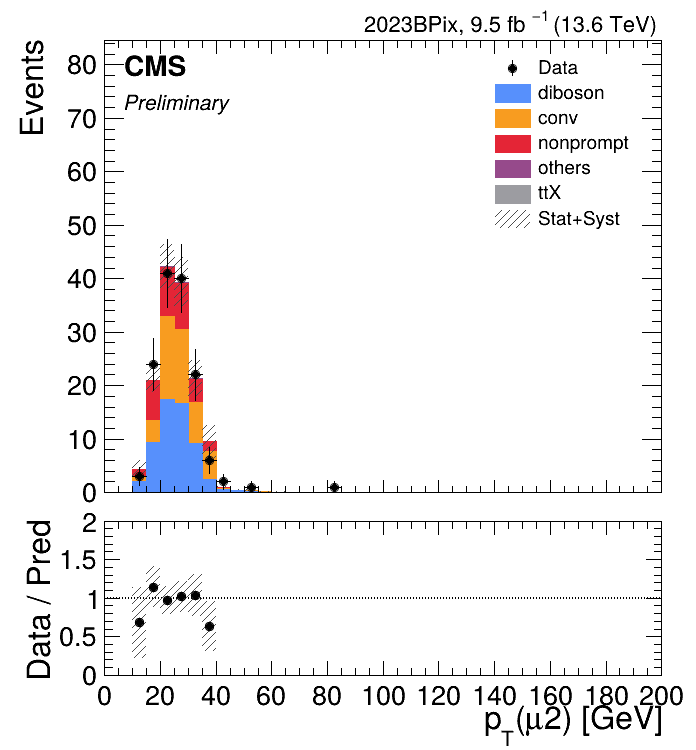 2023BPix, 9.5 fb⁻¹ (13.6 TeV)
CMS
Preliminary
Events
80
70
60
50
40
30
20
10
0
Data
diboson
conv
nonprompt
others
ttX
Stat+Syst
Data / Pred
2
1.5
1
0.5
0
0 20 40 60 80 100 120 140 160 180 200
p_T(μ2) [GeV]